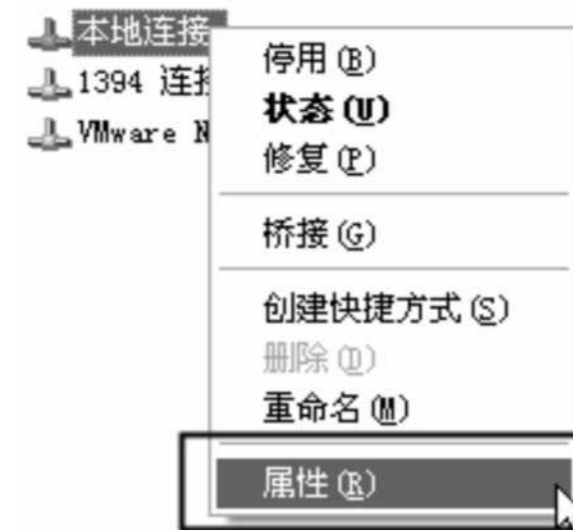 本地连接
1394 连接
VMware N
停用(B)
状态(U)
修复(P)
桥接(G)
创建快捷方式(S)
删除(D)
重命名(M)
属性(R)